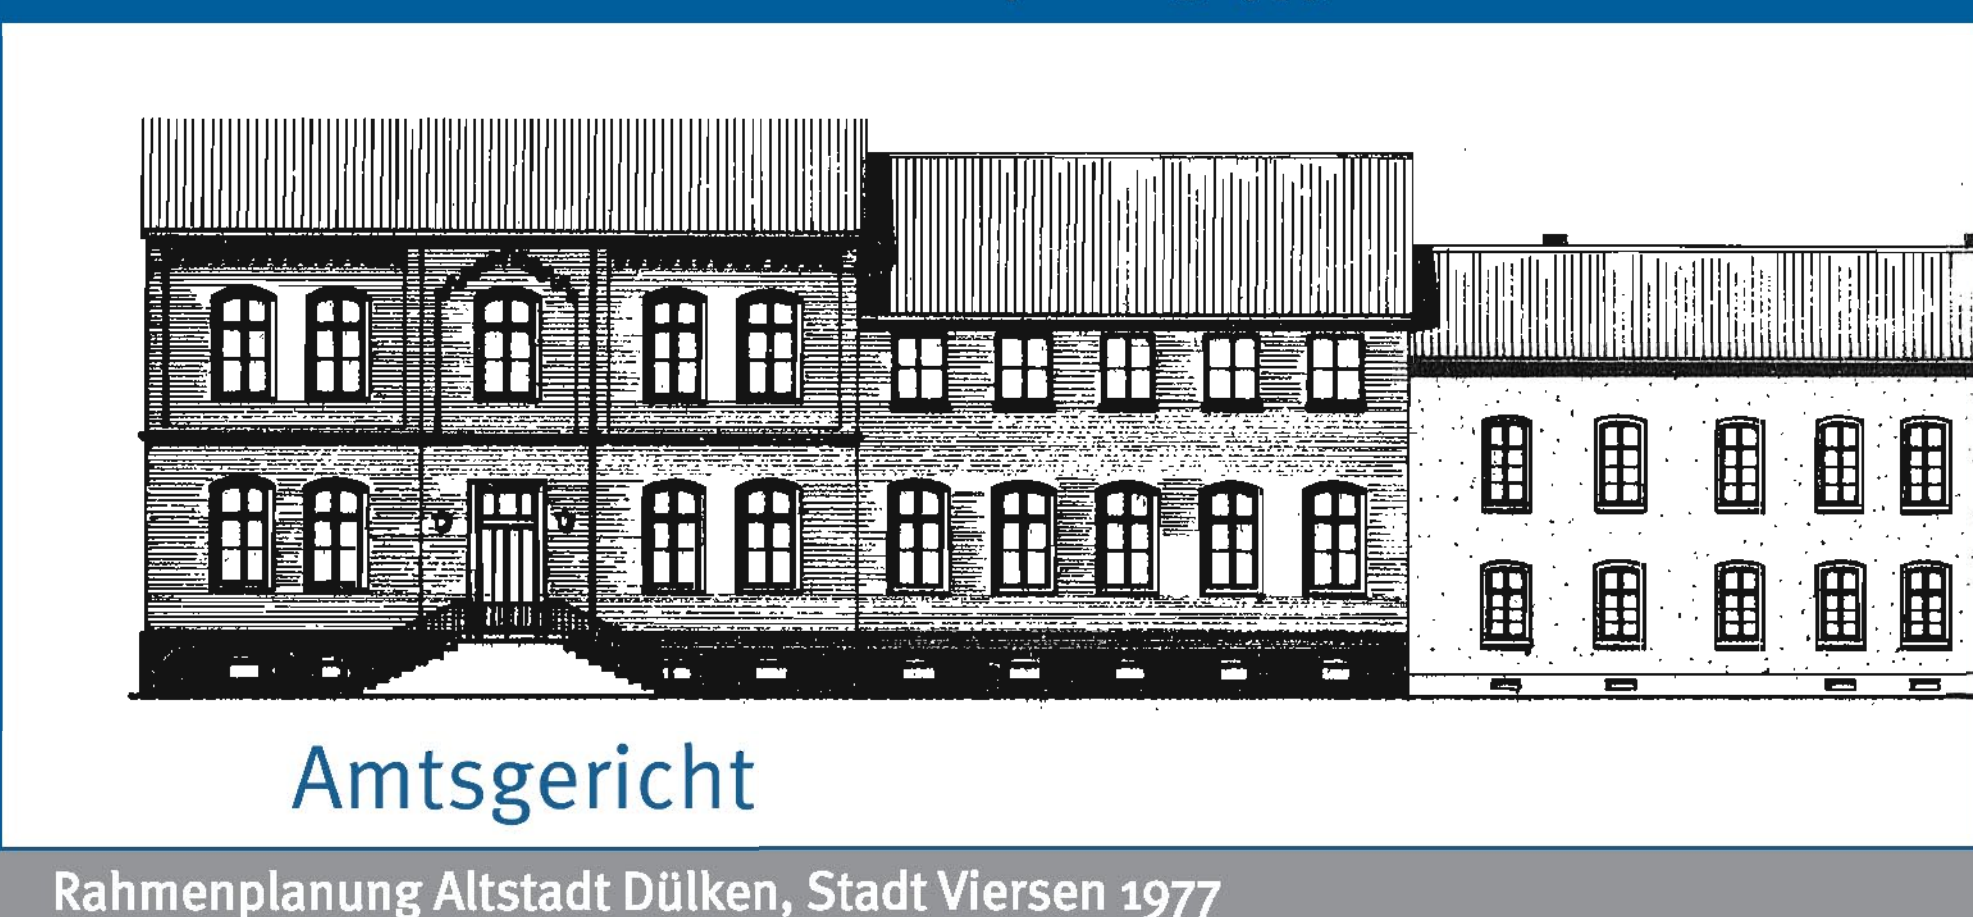 Amtsgericht
Rahmenplanung Altstadt Dülken, Stadt Viersen 1977